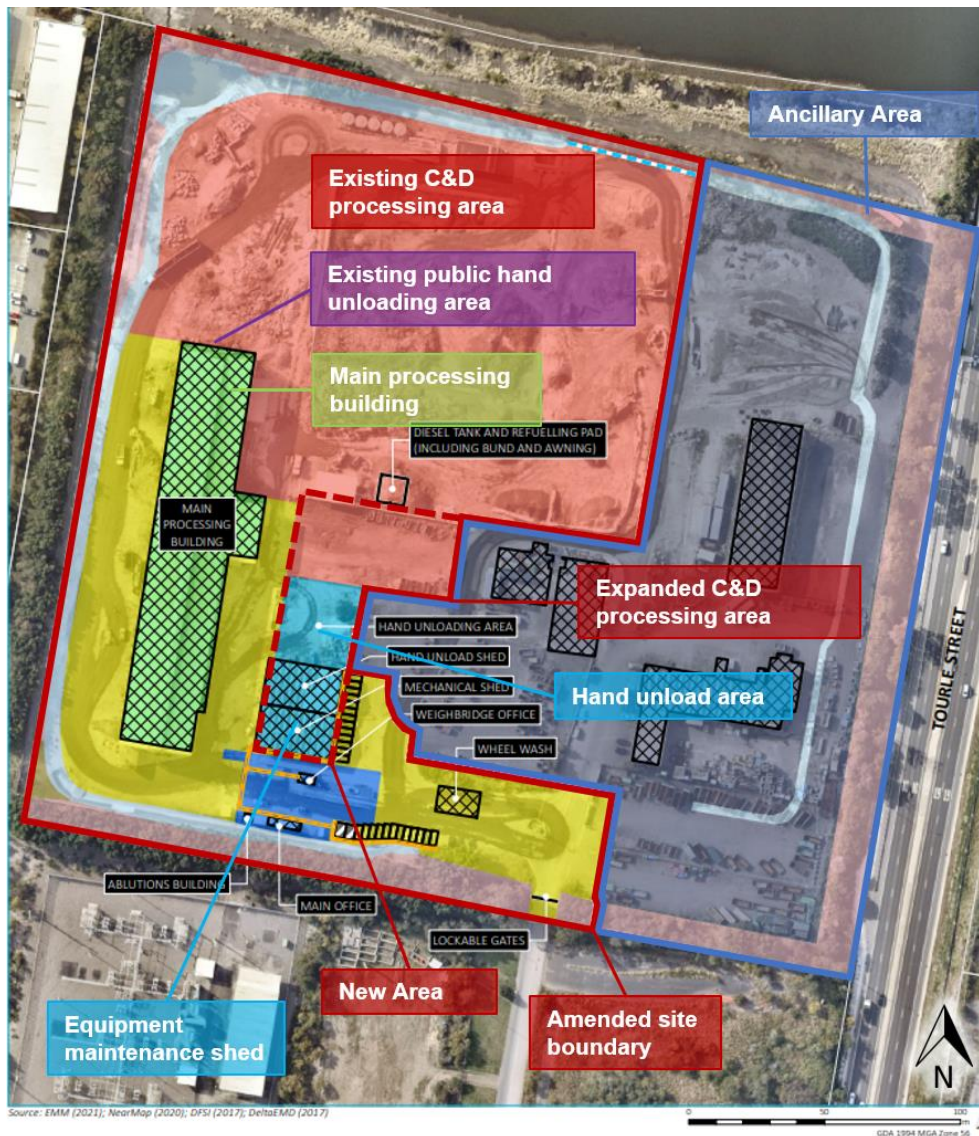 Ancillary Area
Existing C&D
processing area
Existing public hand
unloading area
Main processing
building
DIESEL TANK AND REFUELLING PAD
(INCLUDING BUND AND AWNING)
MAIN
PROCESSING
BUILDING
Expanded C&D
processing area
HAND UNLOADING AREA
HAND UNLOAD SHED
MECHANICAL SHED
WEIGHBRIDGE OFFICE
Hand unload area
TOURLE STREET
WHEEL WASH
ABLUTIONS BUILDING
MAIN OFFICE
LOCKABLE GATES
New Area
Equipment
maintenance shed
Amended site
boundary
N
Source: EMM (2021); NearMap (2020); DFSI (2017); DeltaEMD (2017)
0 50 100
GDA 1994 MGA Zone 56